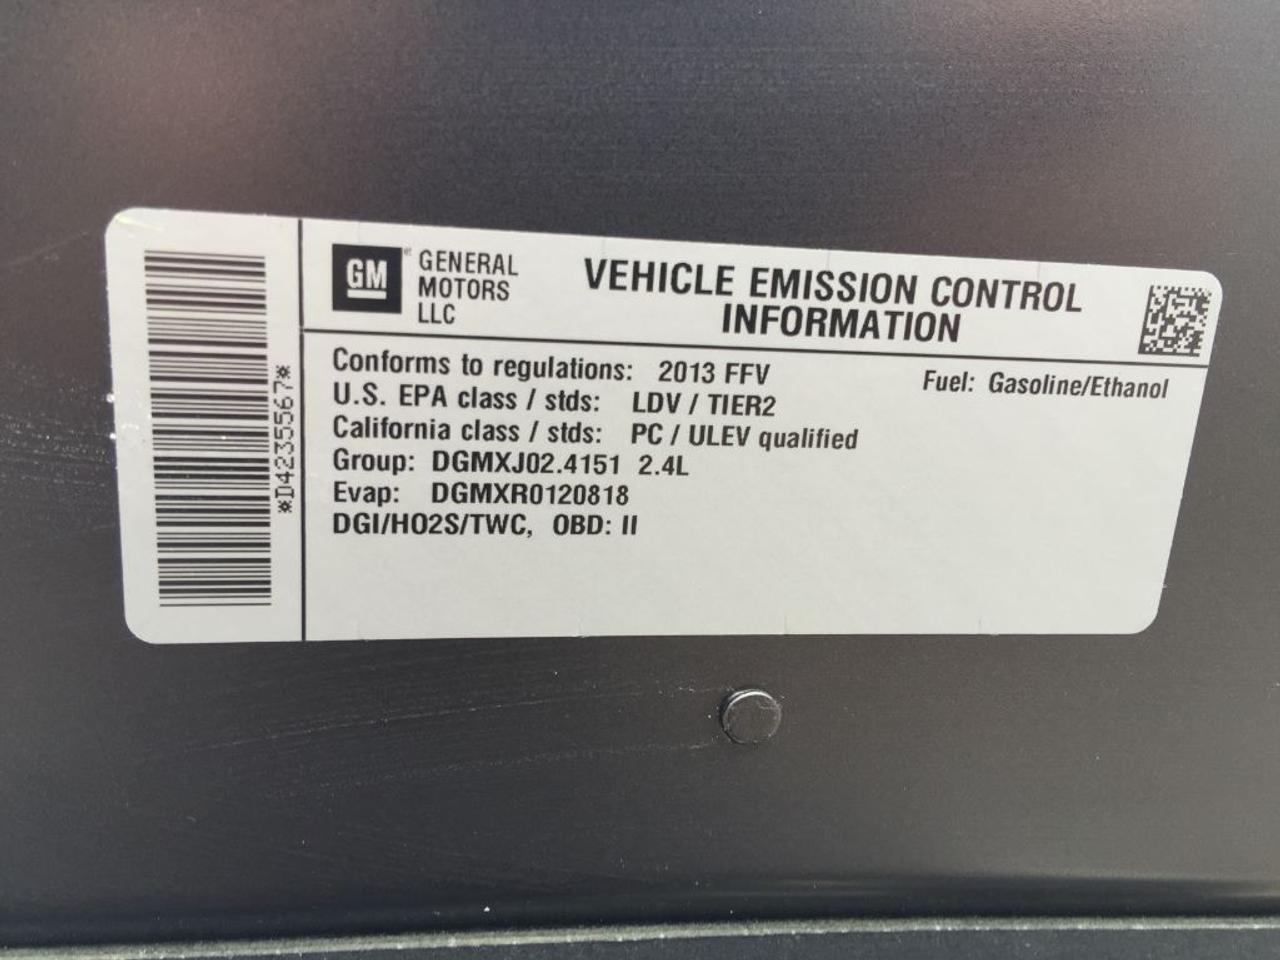 *D4235567*
GM
GENERAL
MOTORS
LLC
VEHICLE EMISSION CONTROL
INFORMATION
Conforms to regulations: 2013 FFV
Fuel: Gasoline/Ethanol
U.S. EPA class / stds: LDV / TIER2
California class / stds: PC / ULEV qualified
Group: DGMXJ02.4151 2.4L
Evap: DGMXR0120818
DGI/HO2S/TWC, OBD: II